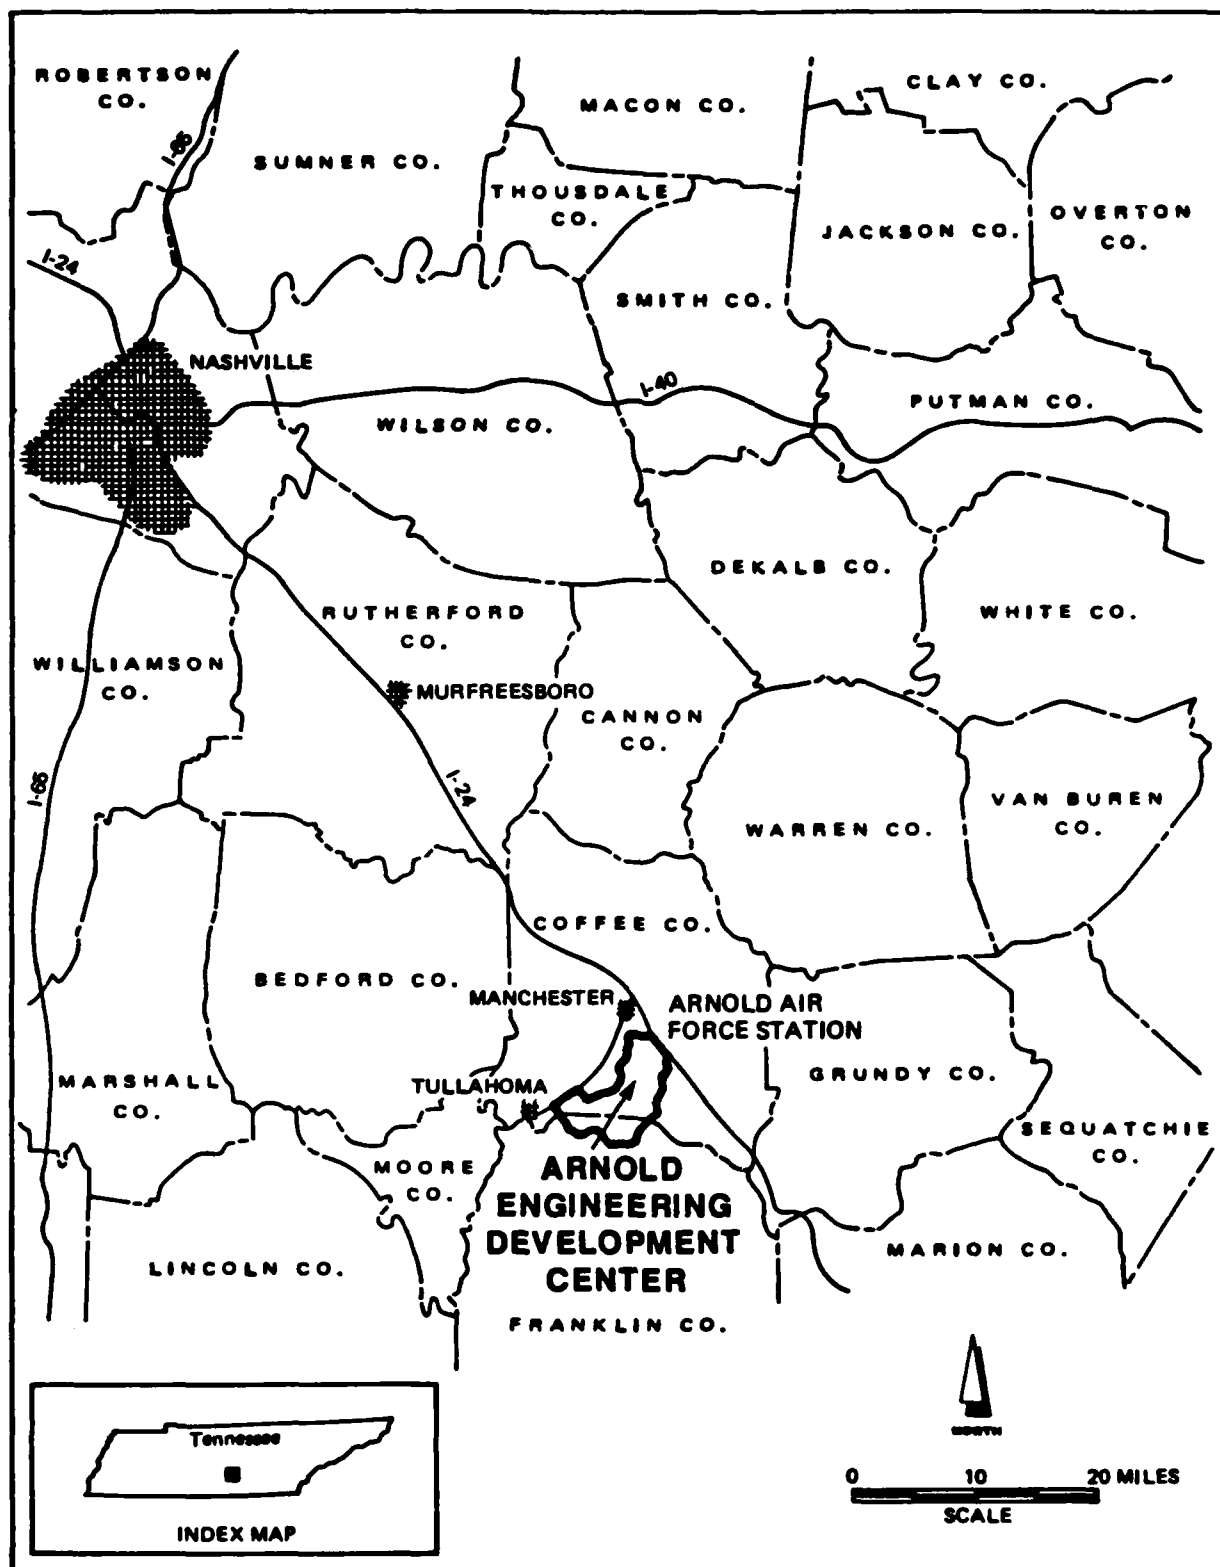 ROBERTSON
CO.
I-65
SUMNER CO.
MACON CO.
CLAY CO.
THOUSDALE
CO.
JACKSON CO.
OVERTON
CO.
I-24
SMITH CO.
NASHVILLE
I-40
WILSON CO.
PUTMAN CO.
DEKALB CO.
WHITE CO.
RUTHERFORD
CO.
WILLIAMSON
CO.
MURFREESBORO
CANNON
CO.
I-65
I-24
WARREN CO.
VAN BUREN
CO.
COFFEE CO.
BEDFORD CO.
MANCHESTER
ARNOLD AIR
FORCE STATION
MARSHALL
CO.
TULLAHOMA
GRUNDY CO.
SEQUATCHIE
CO.
MOORE
CO.
ARNOLD
ENGINEERING
DEVELOPMENT
CENTER
LINCOLN CO.
MARION CO.
FRANKLIN CO.
NORTH
Tennessee
INDEX MAP
0 10 20 MILES
SCALE